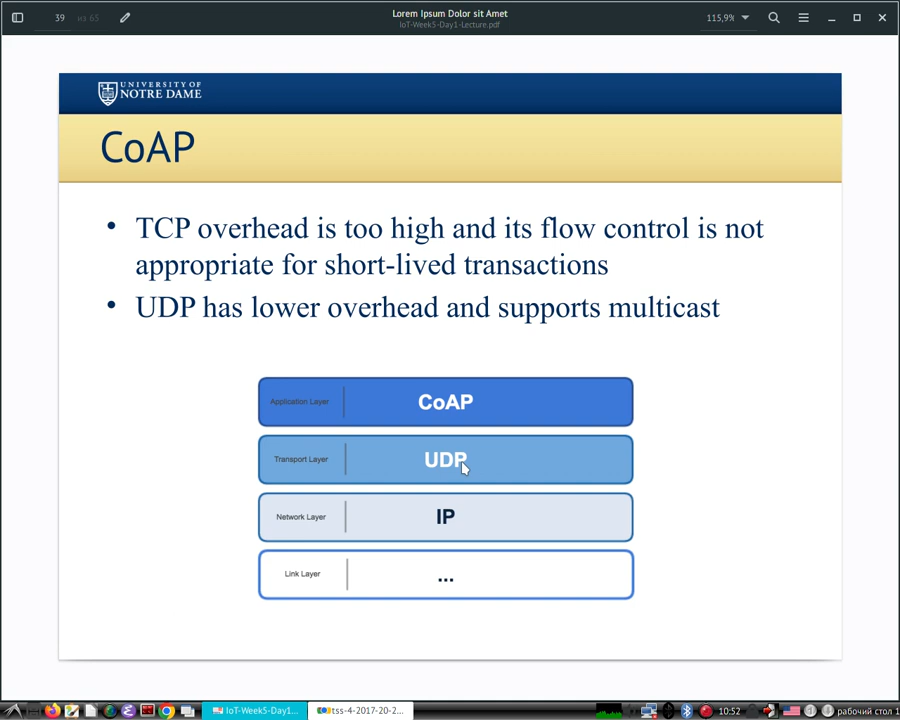 39 из 65
Lorem Ipsum Dolor sit Amet
IoT-Week5-Day1-Lecture.pdf
115,9%
UNIVERSITY OF
NOTRE DAME
CoAP
• TCP overhead is too high and its flow control is not
appropriate for short-lived transactions
• UDP has lower overhead and supports multicast
Application Layer CoAP
Transport Layer UDP
Network Layer IP
Link Layer ...
IoT-Week5-Day1...
tss-4-2017-20-2...
10:52
рабочий стол 1